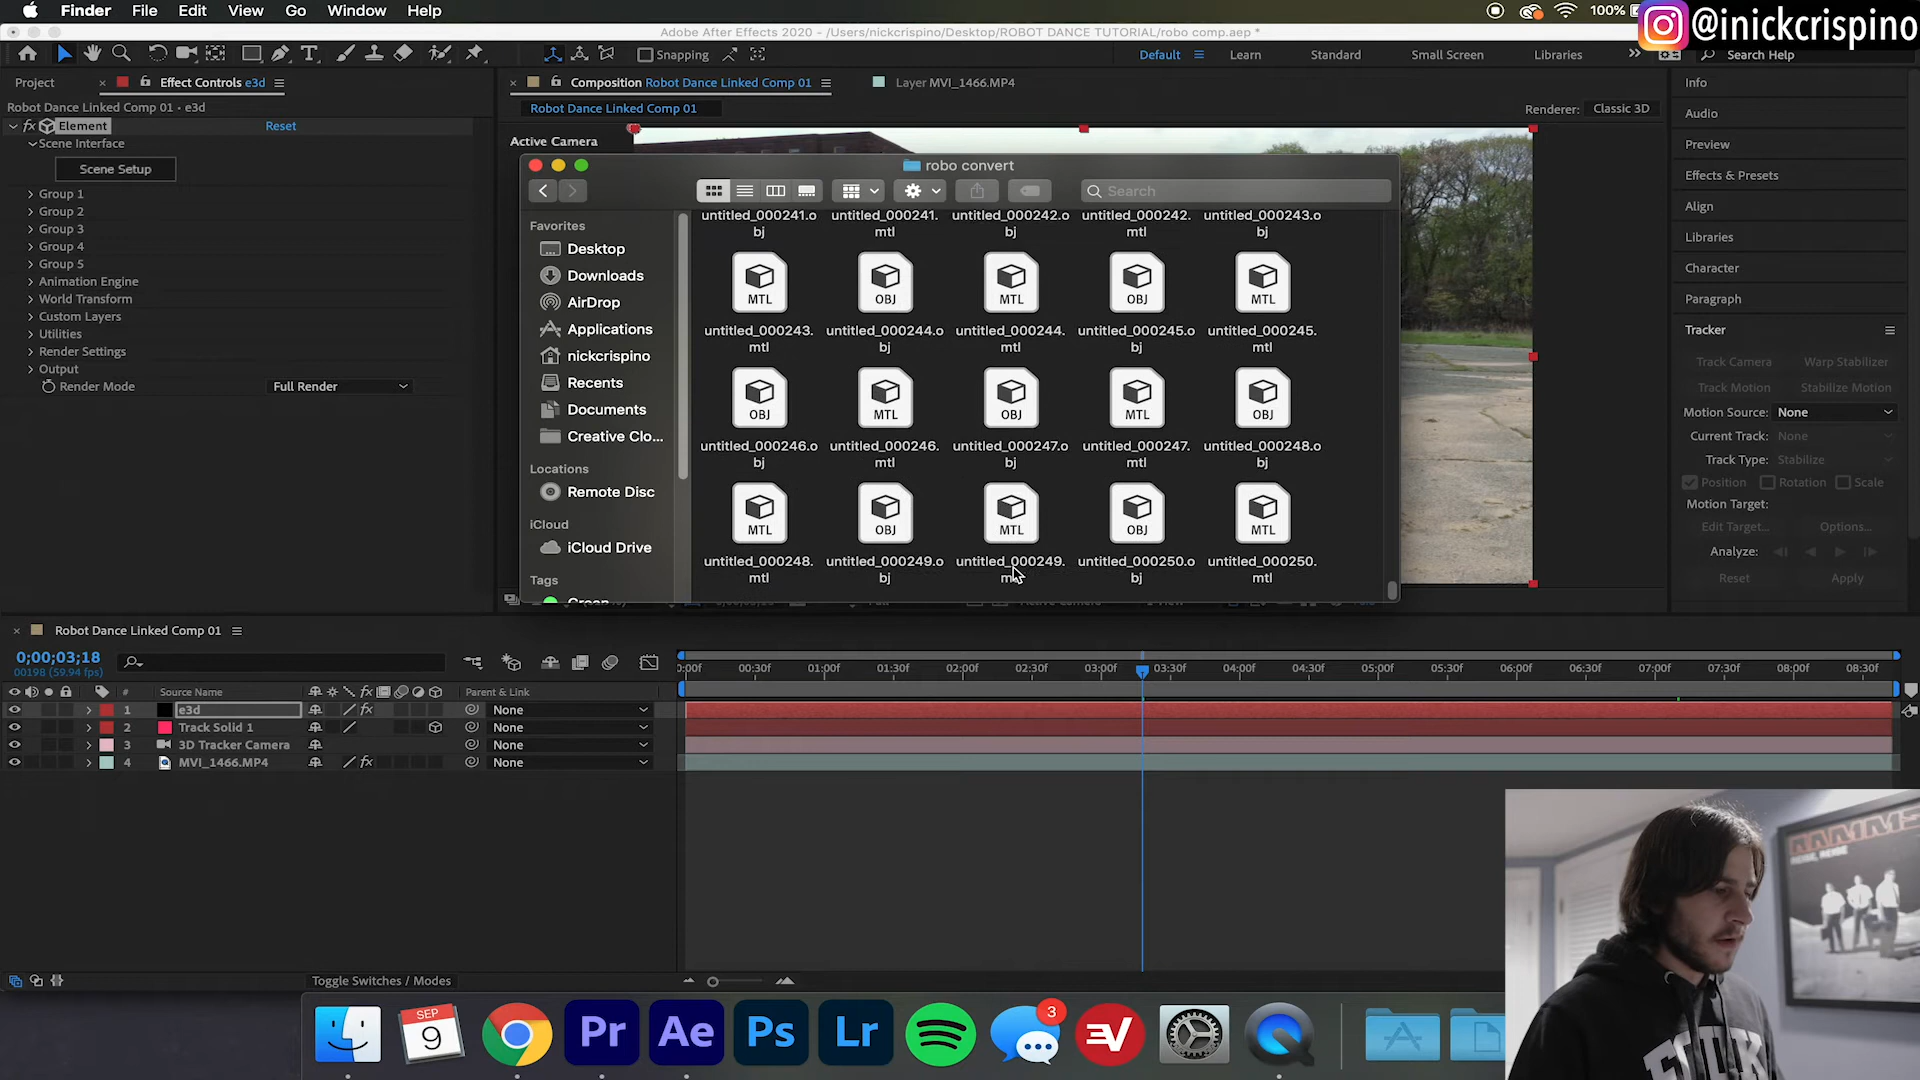 Finder File Edit View Go Window Help
100%
@inickcrispino
Adobe After Effects 2020 - /Users/nickcrispino/Desktop/ROBOT DANCE TUTORIAL/robo comp.aep *
Snapping
Default Learn Standard Small Screen Libraries Search Help
Project Effect Controls e3d
Composition Robot Dance Linked Comp 01
Layer MVI_1466.MP4
Robot Dance Linked Comp 01 • e3d
Robot Dance Linked Comp 01
Renderer: Classic 3D
fx Element Reset
Active Camera
Scene Interface
Scene Setup
Group 1
Group 2
Group 3
Group 4
Group 5
Animation Engine
World Transform
Custom Layers
Utilities
Render Settings
Output
Render Mode Full Render
robo convert
Search
Favorites
Desktop
Downloads
AirDrop
Applications
nickcrispino
Recents
Documents
Creative Clo...
Locations
Remote Disc
iCloud
iCloud Drive
Tags
Green
untitled_000241.o untitled_000241. untitled_000242.o untitled_000242. untitled_000243.o
bj mtl bj mtl bj
MTL OBJ MTL OBJ MTL
untitled_000243. untitled_000244.o untitled_000244. untitled_000245.o untitled_000245.
mtl bj mtl bj mtl
OBJ MTL OBJ MTL OBJ
untitled_000246.o untitled_000246. untitled_000247.o untitled_000247. untitled_000248.o
bj mtl bj mtl bj
MTL OBJ MTL OBJ MTL
untitled_000248. untitled_000249.o untitled_000249. untitled_000250.o untitled_000250.
mtl bj bj mtl
Info
Audio
Preview
Effects & Presets
Align
Libraries
Character
Paragraph
Tracker
Track Camera Warp Stabilizer
Track Motion Stabilize Motion
Motion Source: None
Current Track: None
Track Type: Stabilize
Position Rotation Scale
Motion Target:
Edit Target... Options...
Analyze:
Reset Apply
Robot Dance Linked Comp 01
0;00;03;18
00198 (59.94 fps)
0:00f 00:30f 01:00f 01:30f 02:00f 02:30f 03:00f 03:30f 04:00f 04:30f 05:00f 05:30f 06:00f 06:30f 07:00f 07:30f 08:00f 08:30f
# Source Name fx Parent & Link
1 e3d fx None
2 Track Solid 1 None
3 3D Tracker Camera None
4 MVI_1466.MP4 fx None
Toggle Switches / Modes
SEP
9
Pr Ae Ps Lr
3